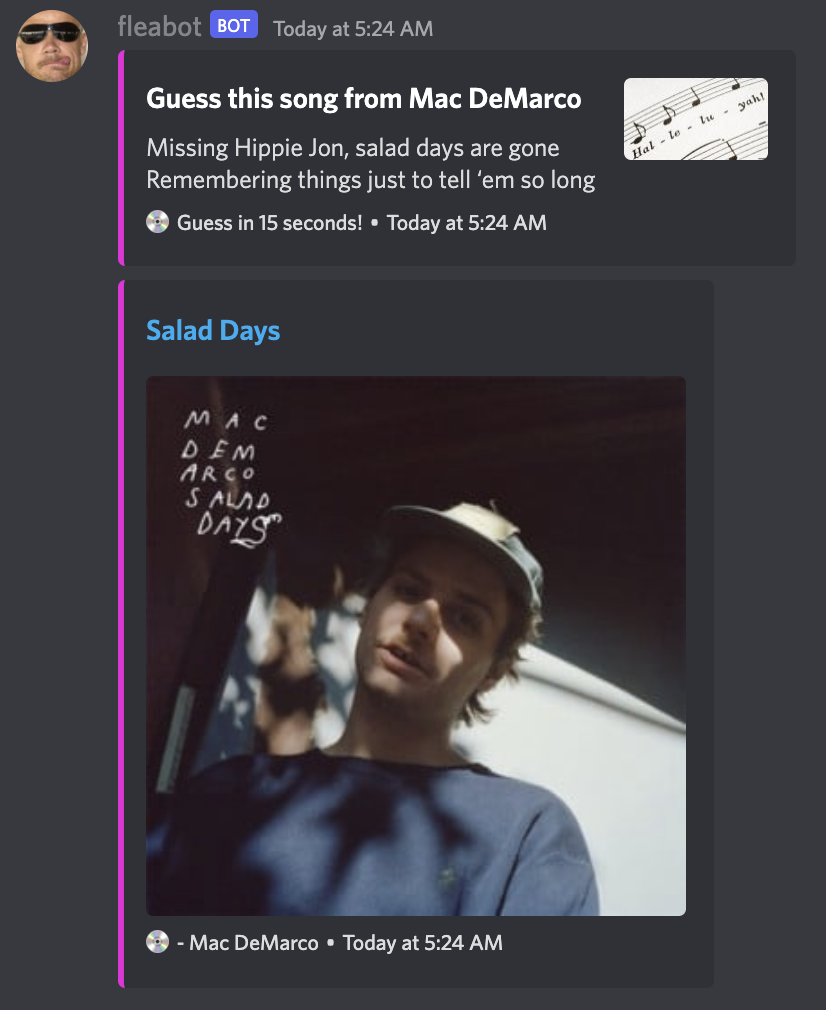 fleabot BOT Today at 5:24 AM
Guess this song from Mac DeMarco
Hal - le - lu - yah!
Missing Hippie Jon, salad days are gone
Remembering things just to tell ‘em so long
Guess in 15 seconds! • Today at 5:24 AM
Salad Days
MAC
DEM
ARCO
SALAD
DAYS
- Mac DeMarco • Today at 5:24 AM